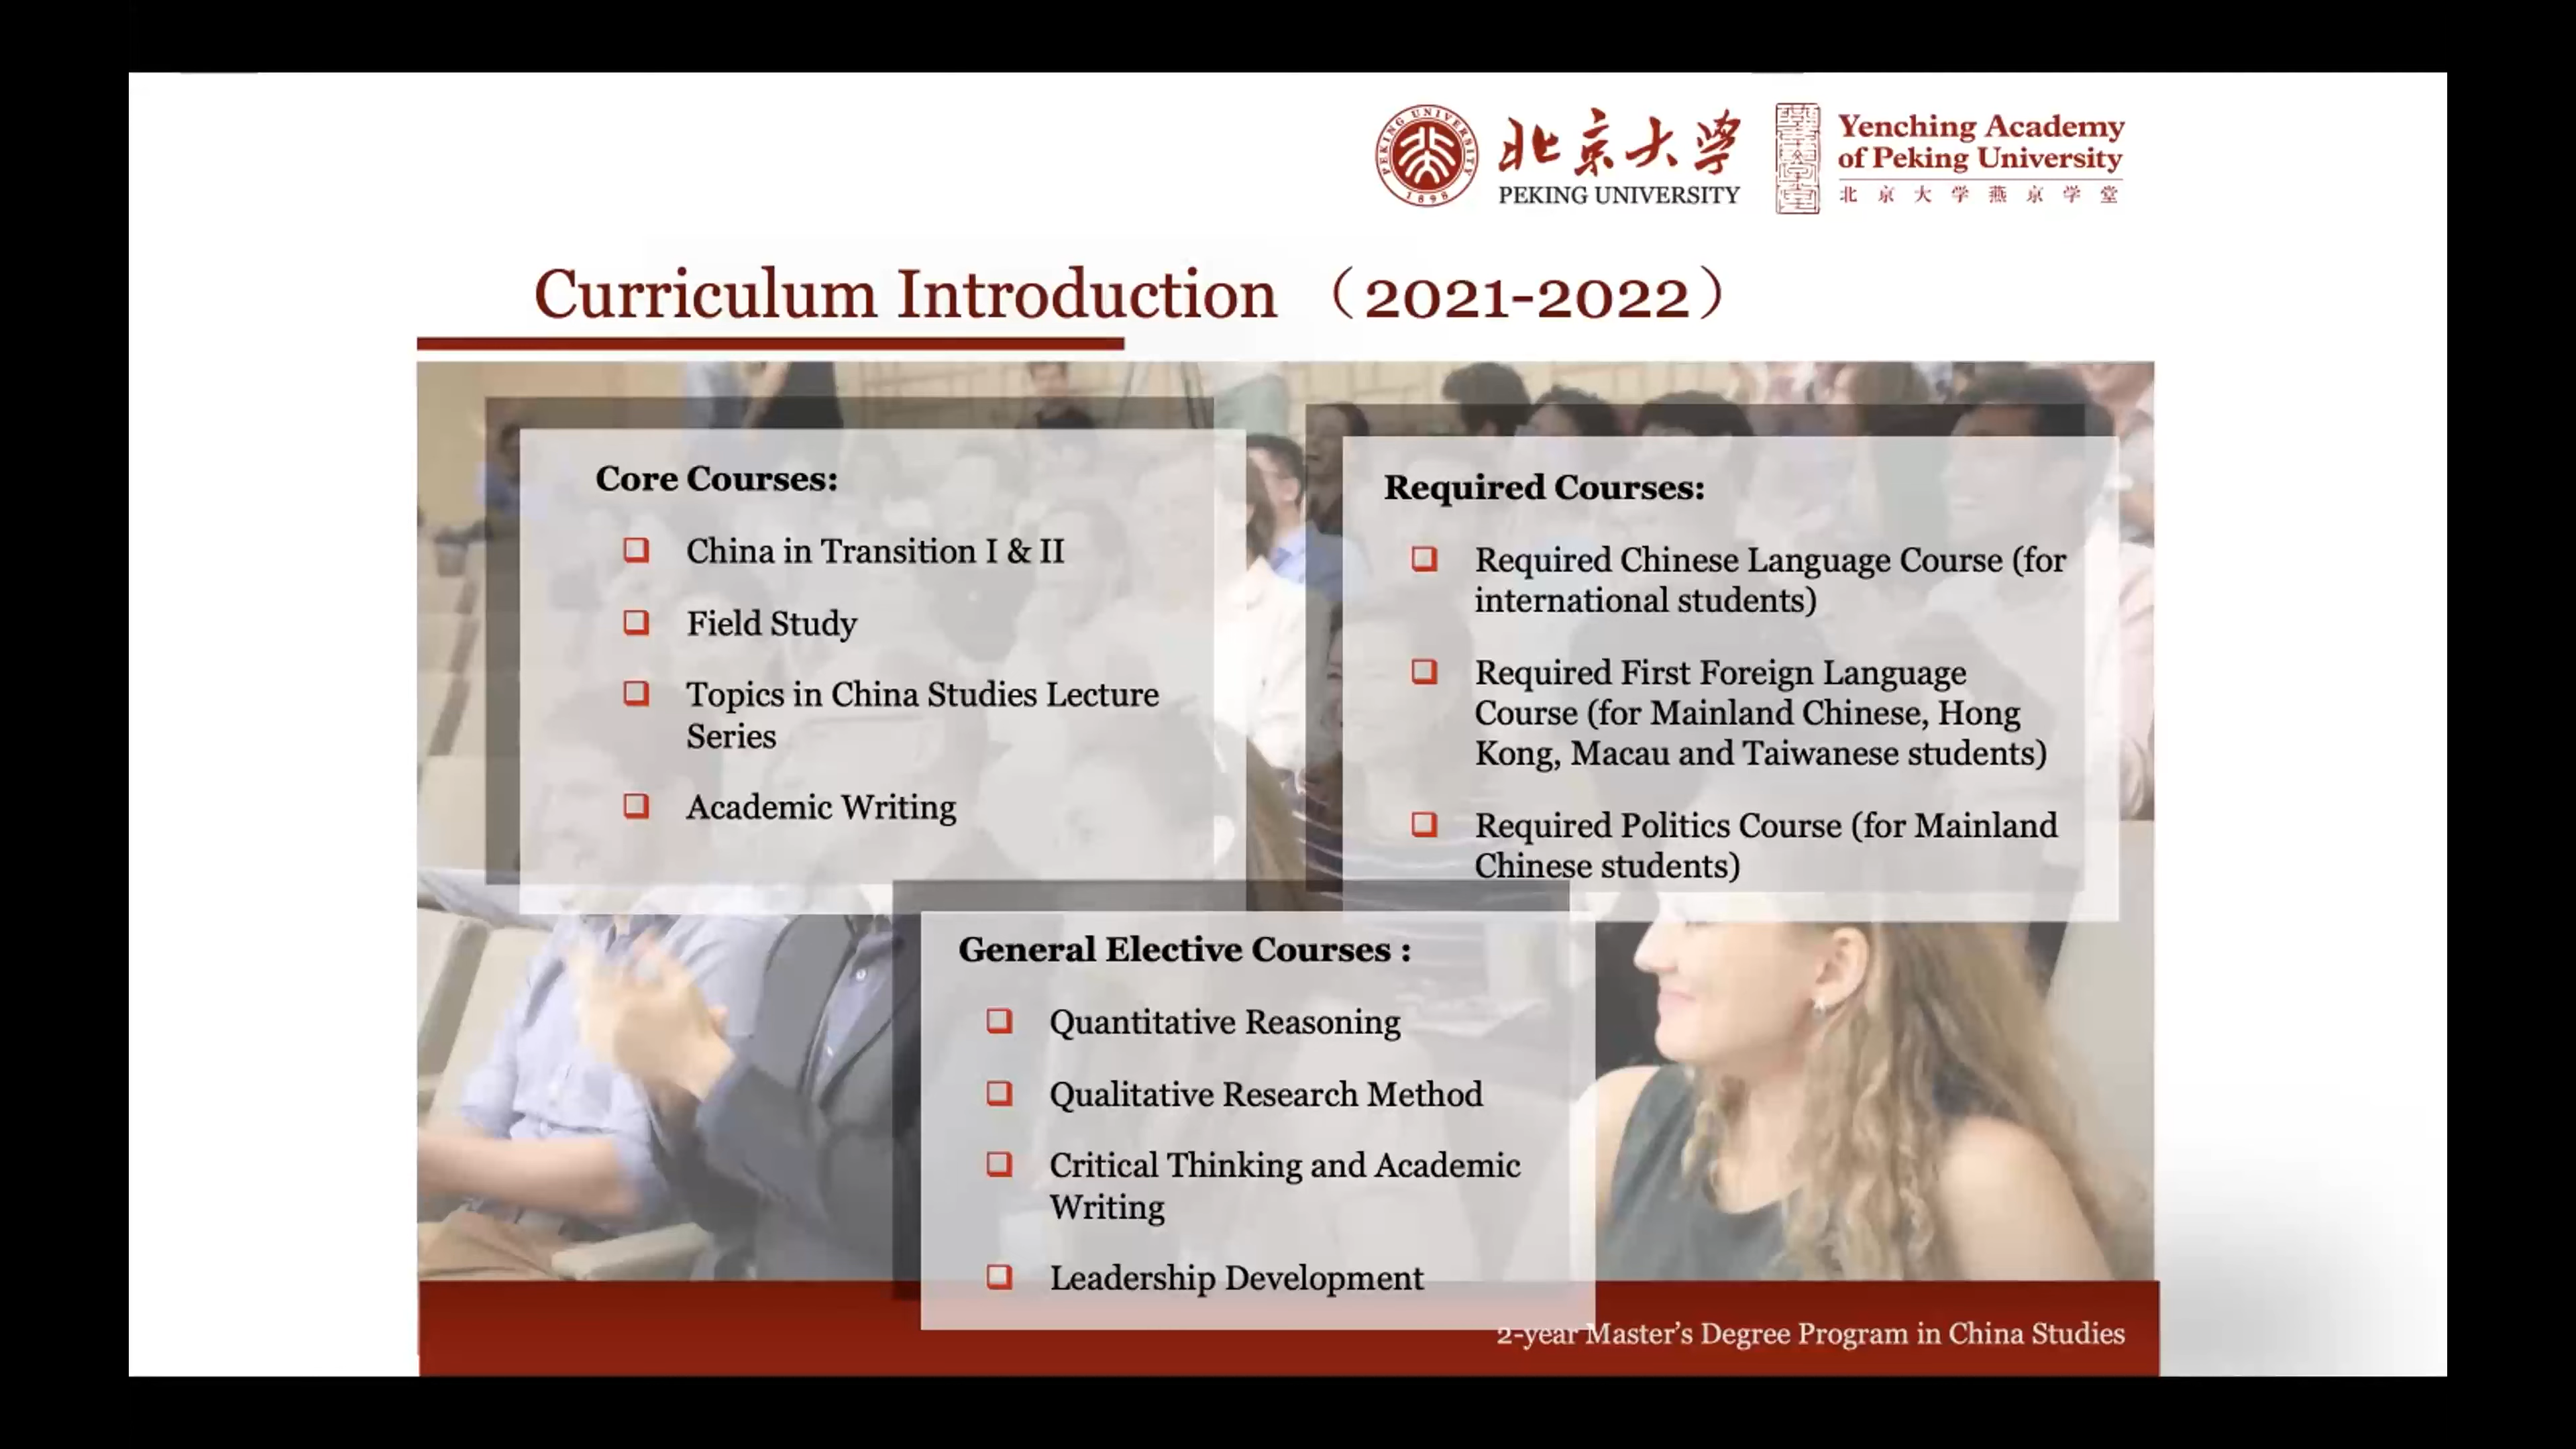 PEKING UNIVERSITY
1898
北京大学
PEKING UNIVERSITY
Yenching Academy
of Peking University
北京大学燕京学堂
Curriculum Introduction （2021-2022）
Core Courses:
China in Transition I & II
Field Study
Topics in China Studies Lecture
Series
Academic Writing
Required Courses:
Required Chinese Language Course (for
international students)
Required First Foreign Language
Course (for Mainland Chinese, Hong
Kong, Macau and Taiwanese students)
Required Politics Course (for Mainland
Chinese students)
General Elective Courses :
Quantitative Reasoning
Qualitative Research Method
Critical Thinking and Academic
Writing
Leadership Development
2-year Master’s Degree Program in China Studies